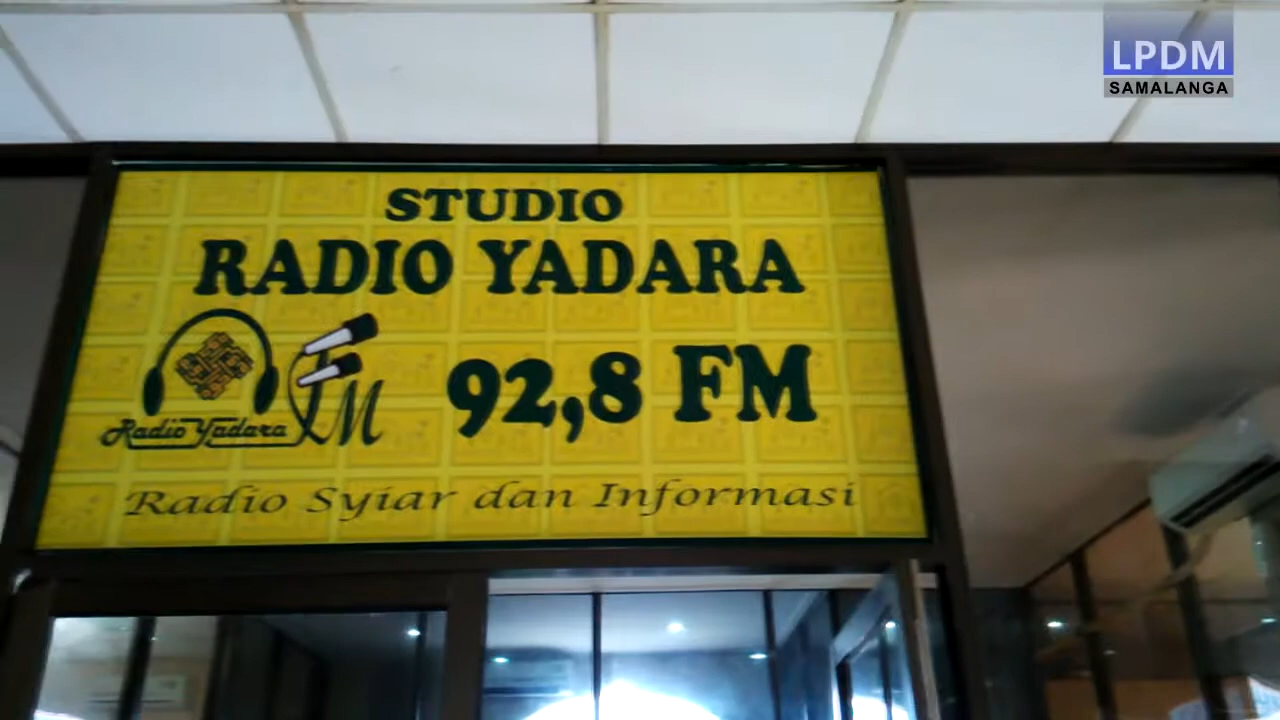 LPDM
SAMALANGA
STUDIO
RADIO YADARA
FM
Radio Yadara
92,8 FM
Radio Syiar dan Informasi